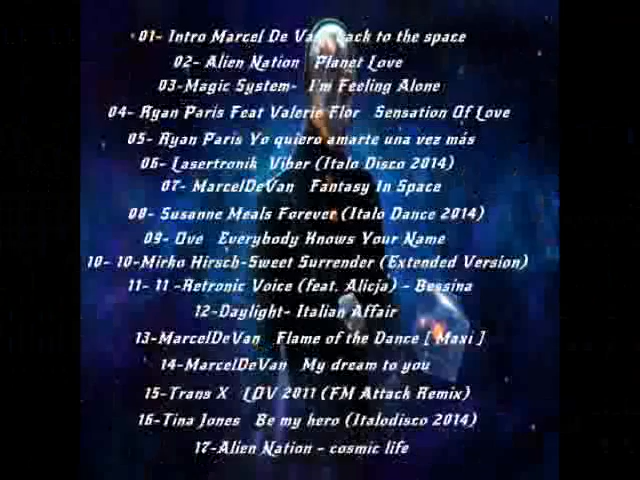 01- Intro Marcel De Van back to the space
02- Alien Nation Planet Love
03-Magic System- I'm Feeling Alone
04- Ryan Paris Feat Valerie Flor Sensation Of Love
05- Ryan Paris Yo quiero amarte una vez más
06- Lasertronik Viber (Italo Disco 2014)
07- MarcelDeVan Fantasy In Space
08- Susanne Meals Forever (Italo Dance 2014)
09- Ove Everybody Knows Your Name
10- 10-Mirko Hirsch-Sweet Surrender (Extended Version)
11- 11 -Retronic Voice (feat. Alicja) - Bessina
12-Daylight- Italian Affair
13-MarcelDeVan Flame of the Dance [ Maxi ]
14-MarcelDeVan My dream to you
15-Trans X LOV 2011 (FM Attack Remix)
16-Tina Jones Be my hero (Italodisco 2014)
17-Alien Nation - cosmic life